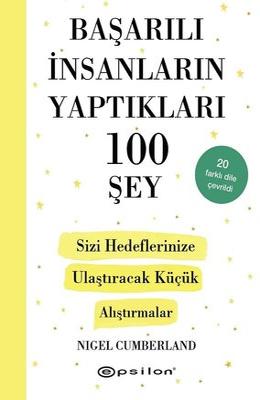 BAŞARILI
İNSANLARIN
YAPTIKLARI
100
ŞEY
20
farklı dile
çevrildi
Sizi Hedeflerinize
Ulaştıracak Küçük
Alıştırmalar
NIGEL CUMBERLAND
epsilon®